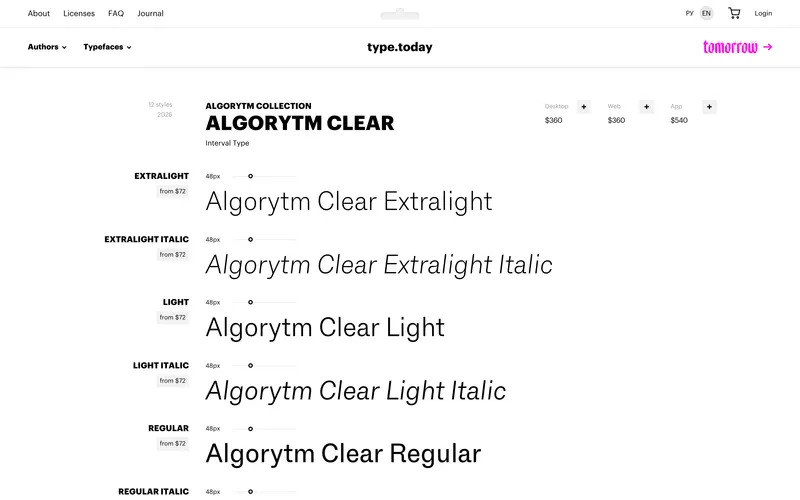 About Licenses FAQ Journal РУ EN Login
Authors Typefaces type.today tomorrow →
12 styles
2026
ALGORYTM COLLECTION
ALGORYTM CLEAR
Interval Type
Desktop + Web + App +
$360 $360 $540
EXTRALIGHT 48px
from $72
Algorytm Clear Extralight
EXTRALIGHT ITALIC 48px
from $72
Algorytm Clear Extralight Italic
LIGHT 48px
from $72
Algorytm Clear Light
LIGHT ITALIC 48px
from $72
Algorytm Clear Light Italic
REGULAR 48px
from $72
Algorytm Clear Regular
REGULAR ITALIC 48px